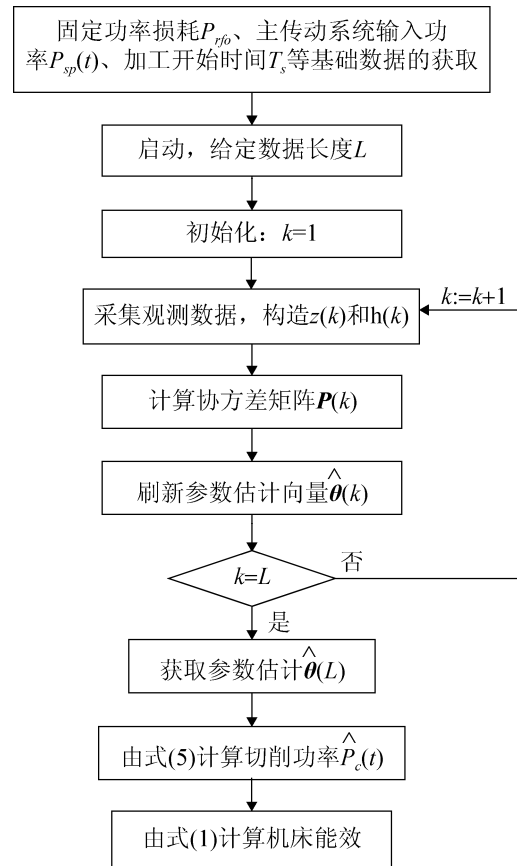 固定功率损耗P_rfo、主传动系统输入功
率P_sp(t)、加工开始时间T_s等基础数据的获取
启动，给定数据长度L
初始化：k=1
k:=k+1
采集观测数据，构造z(k)和h(k)
计算协方差矩阵P(k)
刷新参数估计向量θ̂(k)
k=L
否
是
获取参数估计θ̂(L)
由式(5)计算切削功率P̂_c(t)
由式(1)计算机床能效